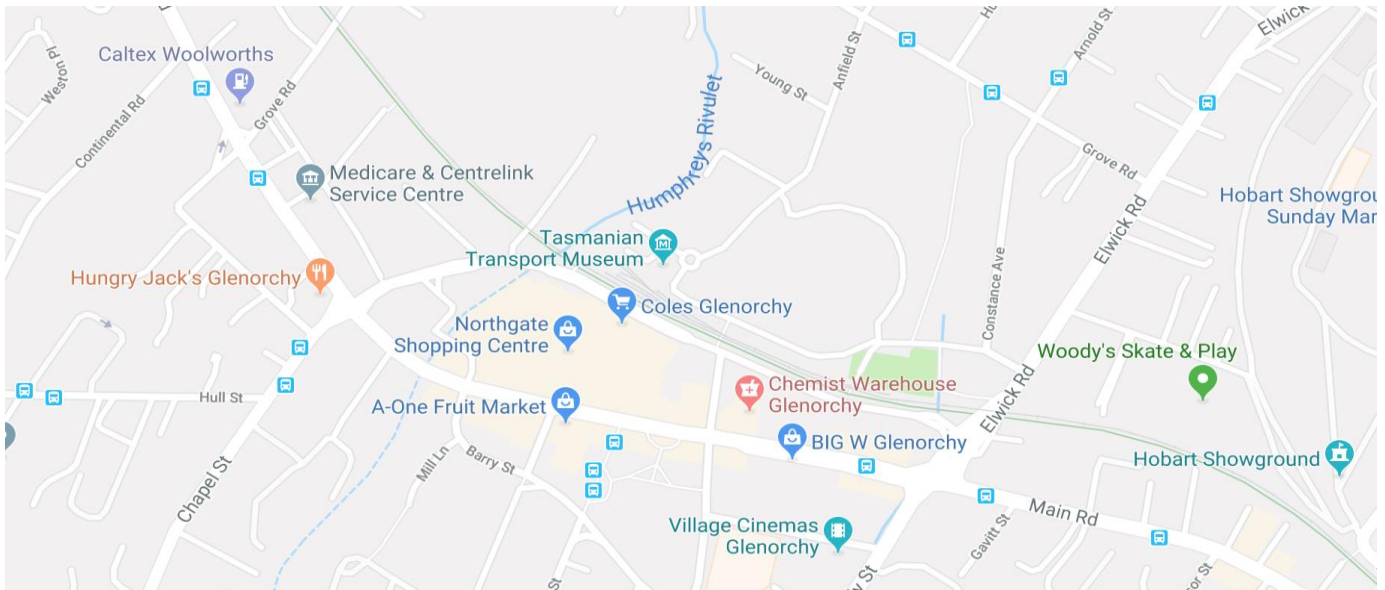 Elwick
Caltex Woolworths
Weston Pl
Continental Rd
Grove Rd
Young St
Anfield St
Arnold St
Humphreys Rivulet
Grove Rd
Medicare & Centrelink
Service Centre
Elwick Rd
Hobart Showgrou
Sunday Mar
Tasmanian
Transport Museum
Hungry Jack's Glenorchy
Coles Glenorchy
Constance Ave
Northgate
Shopping Centre
Woody's Skate & Play
Chemist Warehouse
Glenorchy
Hull St
A-One Fruit Market
Elwick Rd
BIG W Glenorchy
Mill Ln
Barry St
Hobart Showground
Chapel St
Main Rd
Village Cinemas
Glenorchy
Gavitt St
St
St